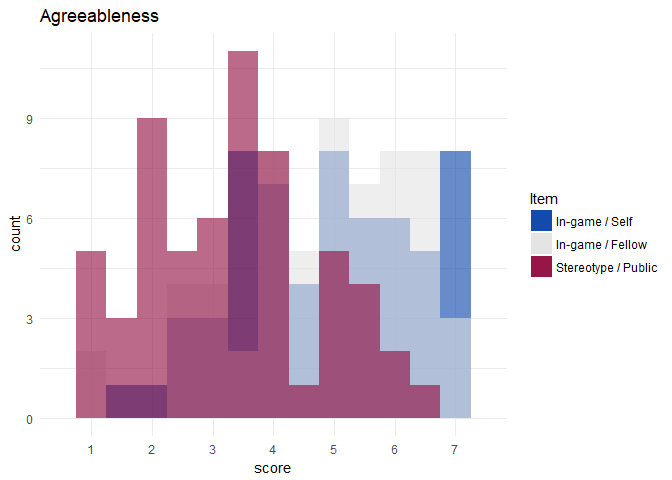 Agreeableness
9
6
3
0
count
1 2 3 4 5 6 7
score
Item
In-game / Self
In-game / Fellow
Stereotype / Public